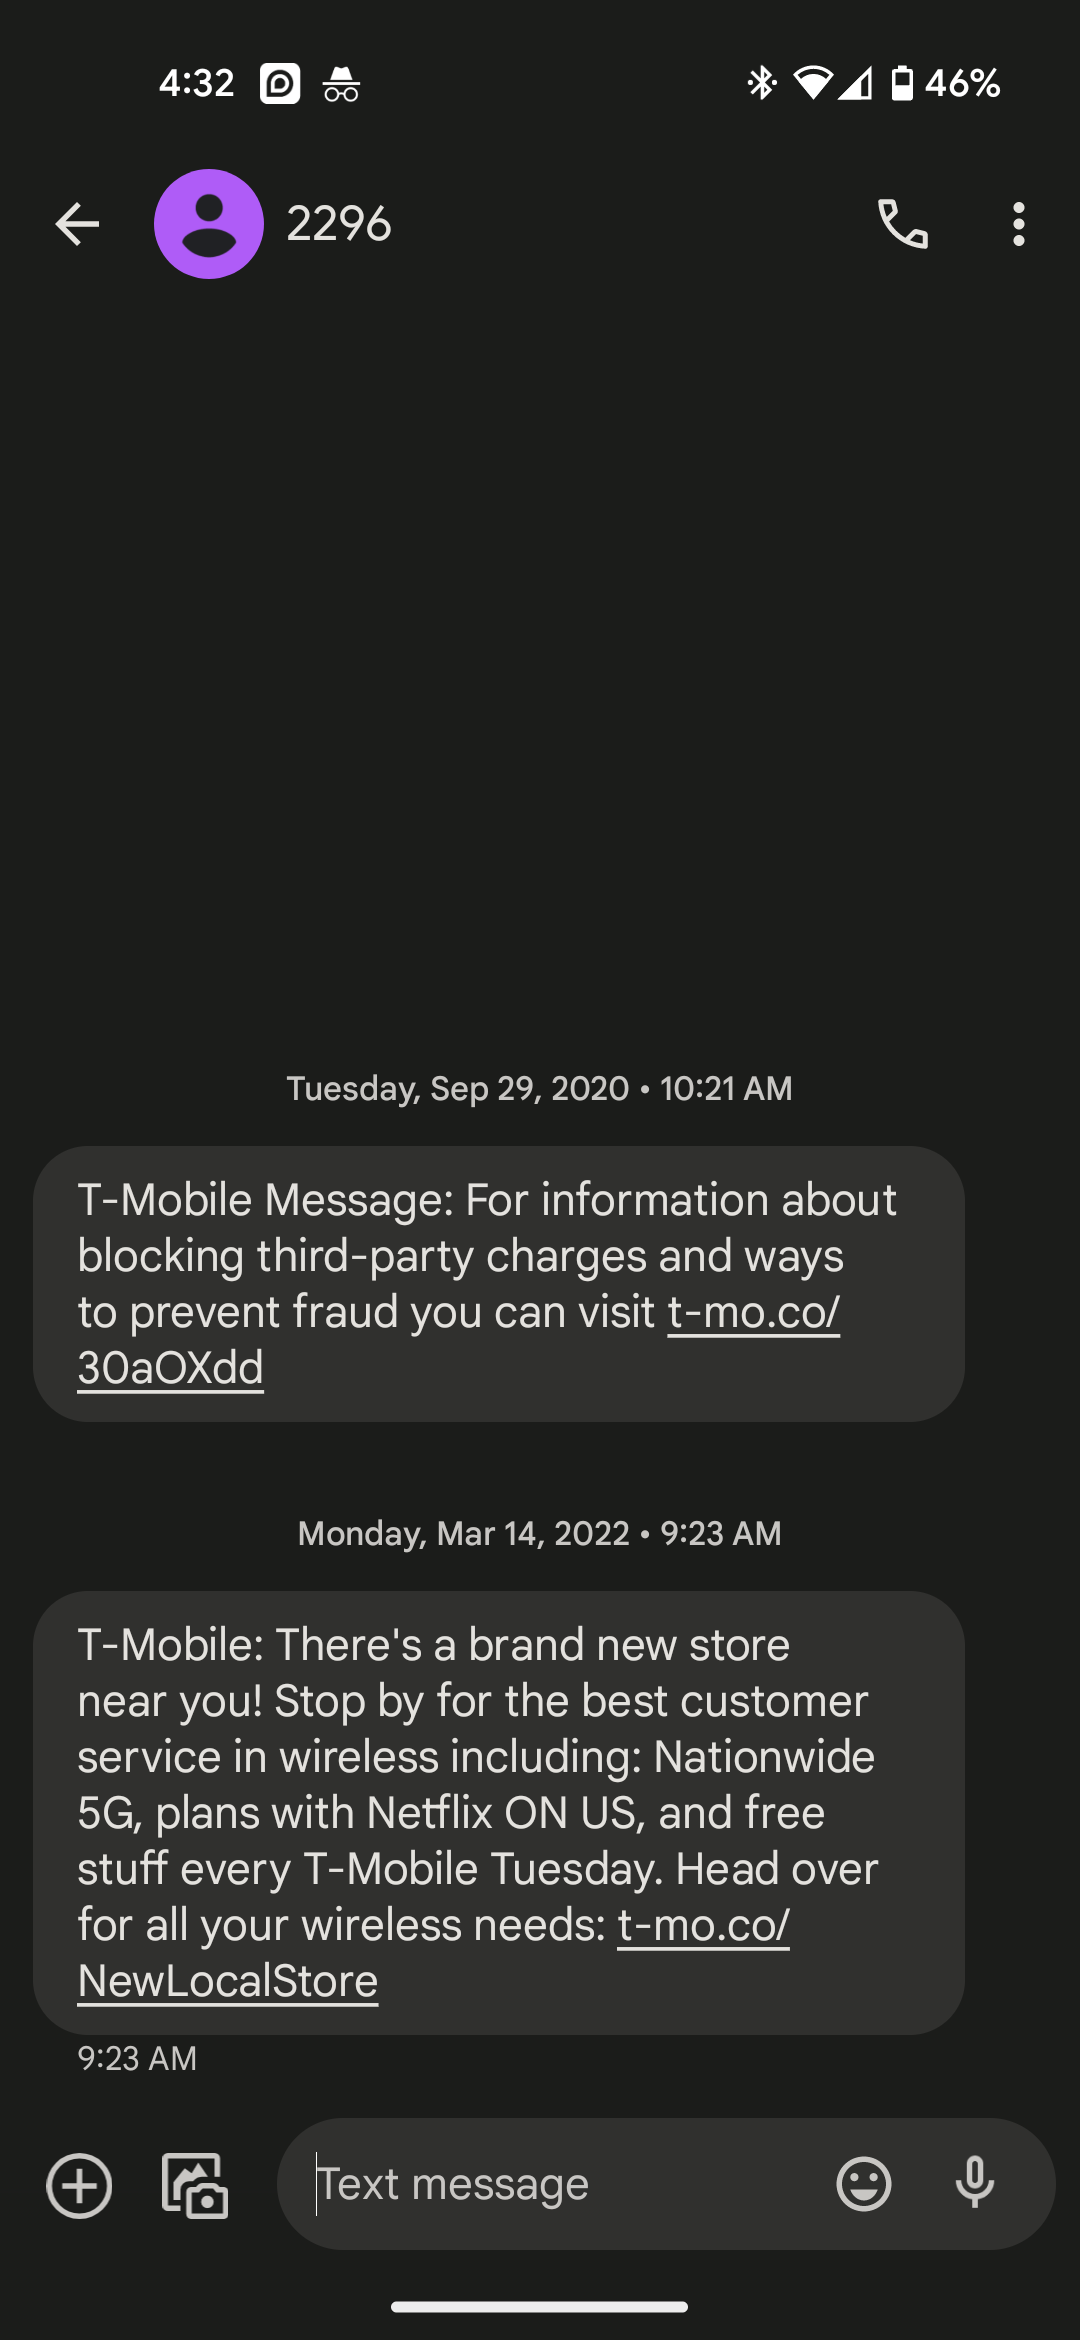 4:32
46%
2296
Tuesday, Sep 29, 2020 • 10:21 AM
T-Mobile Message: For information about
blocking third-party charges and ways
to prevent fraud you can visit t-mo.co/
30aOXdd
Monday, Mar 14, 2022 • 9:23 AM
T-Mobile: There's a brand new store
near you! Stop by for the best customer
service in wireless including: Nationwide
5G, plans with Netflix ON US, and free
stuff every T-Mobile Tuesday. Head over
for all your wireless needs: t-mo.co/
NewLocalStore
9:23 AM
Text message